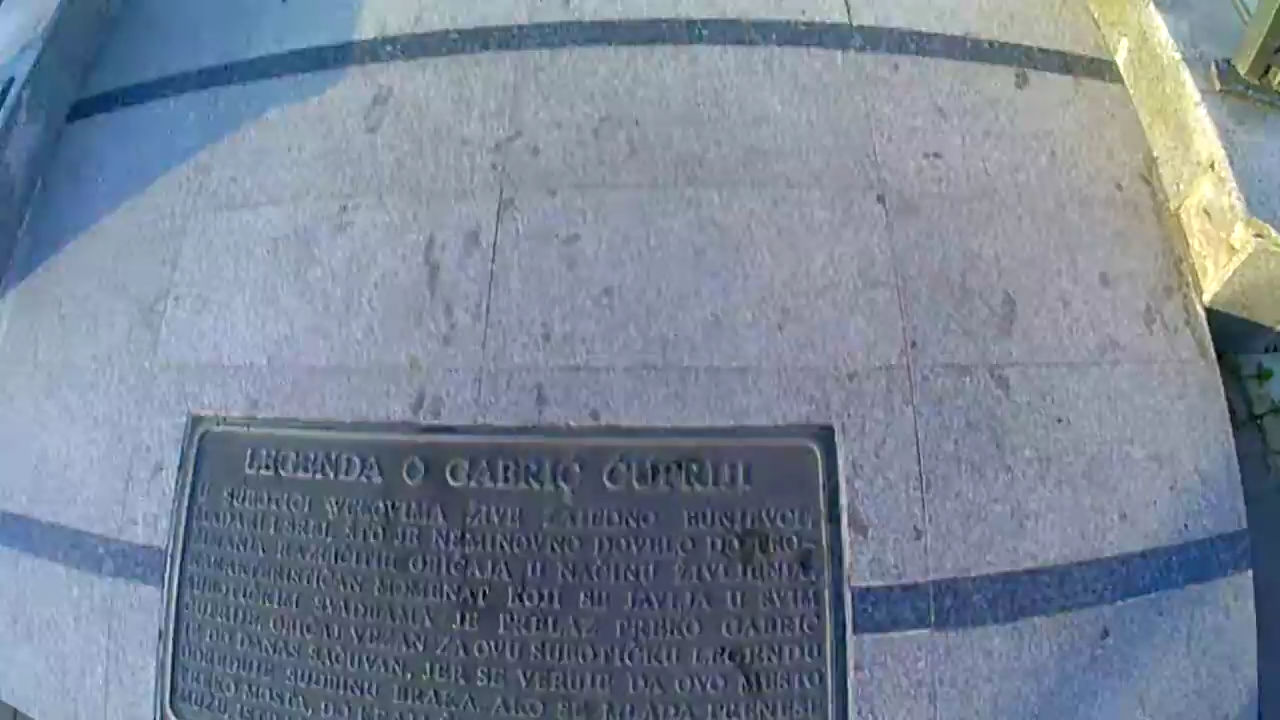 LEGENDA O GABRIĆ ĆUPRIJI
U SUBOTICI VEKOVIMA ŽIVE ZAJEDNO BUNJEVCI,
MAĐARI I SRBI, ŠTO JE NEMINOVNO DOVELO DO PRO-
RAZLIČITIH OBIČAJA U NAČINU ŽIVLJENJA.
KARAKTERISTIČAN MOMENAT KOJI SE JAVLJA U SVIM
SUBOTIČKIM SVADBAMA JE PRELAZ PREKO GABRIĆ
ĆUPRIJE OBIČAJ VEZAN ZA OVU SUBOTIČKU LEGENDU
JE DO DANAS SAČUVAN, JER SE VERUJE DA OVO MESTO
ODREĐUJE SUDBINU BRAKA. AKO SE MLADA PRENESE
PREKO MOSTA,